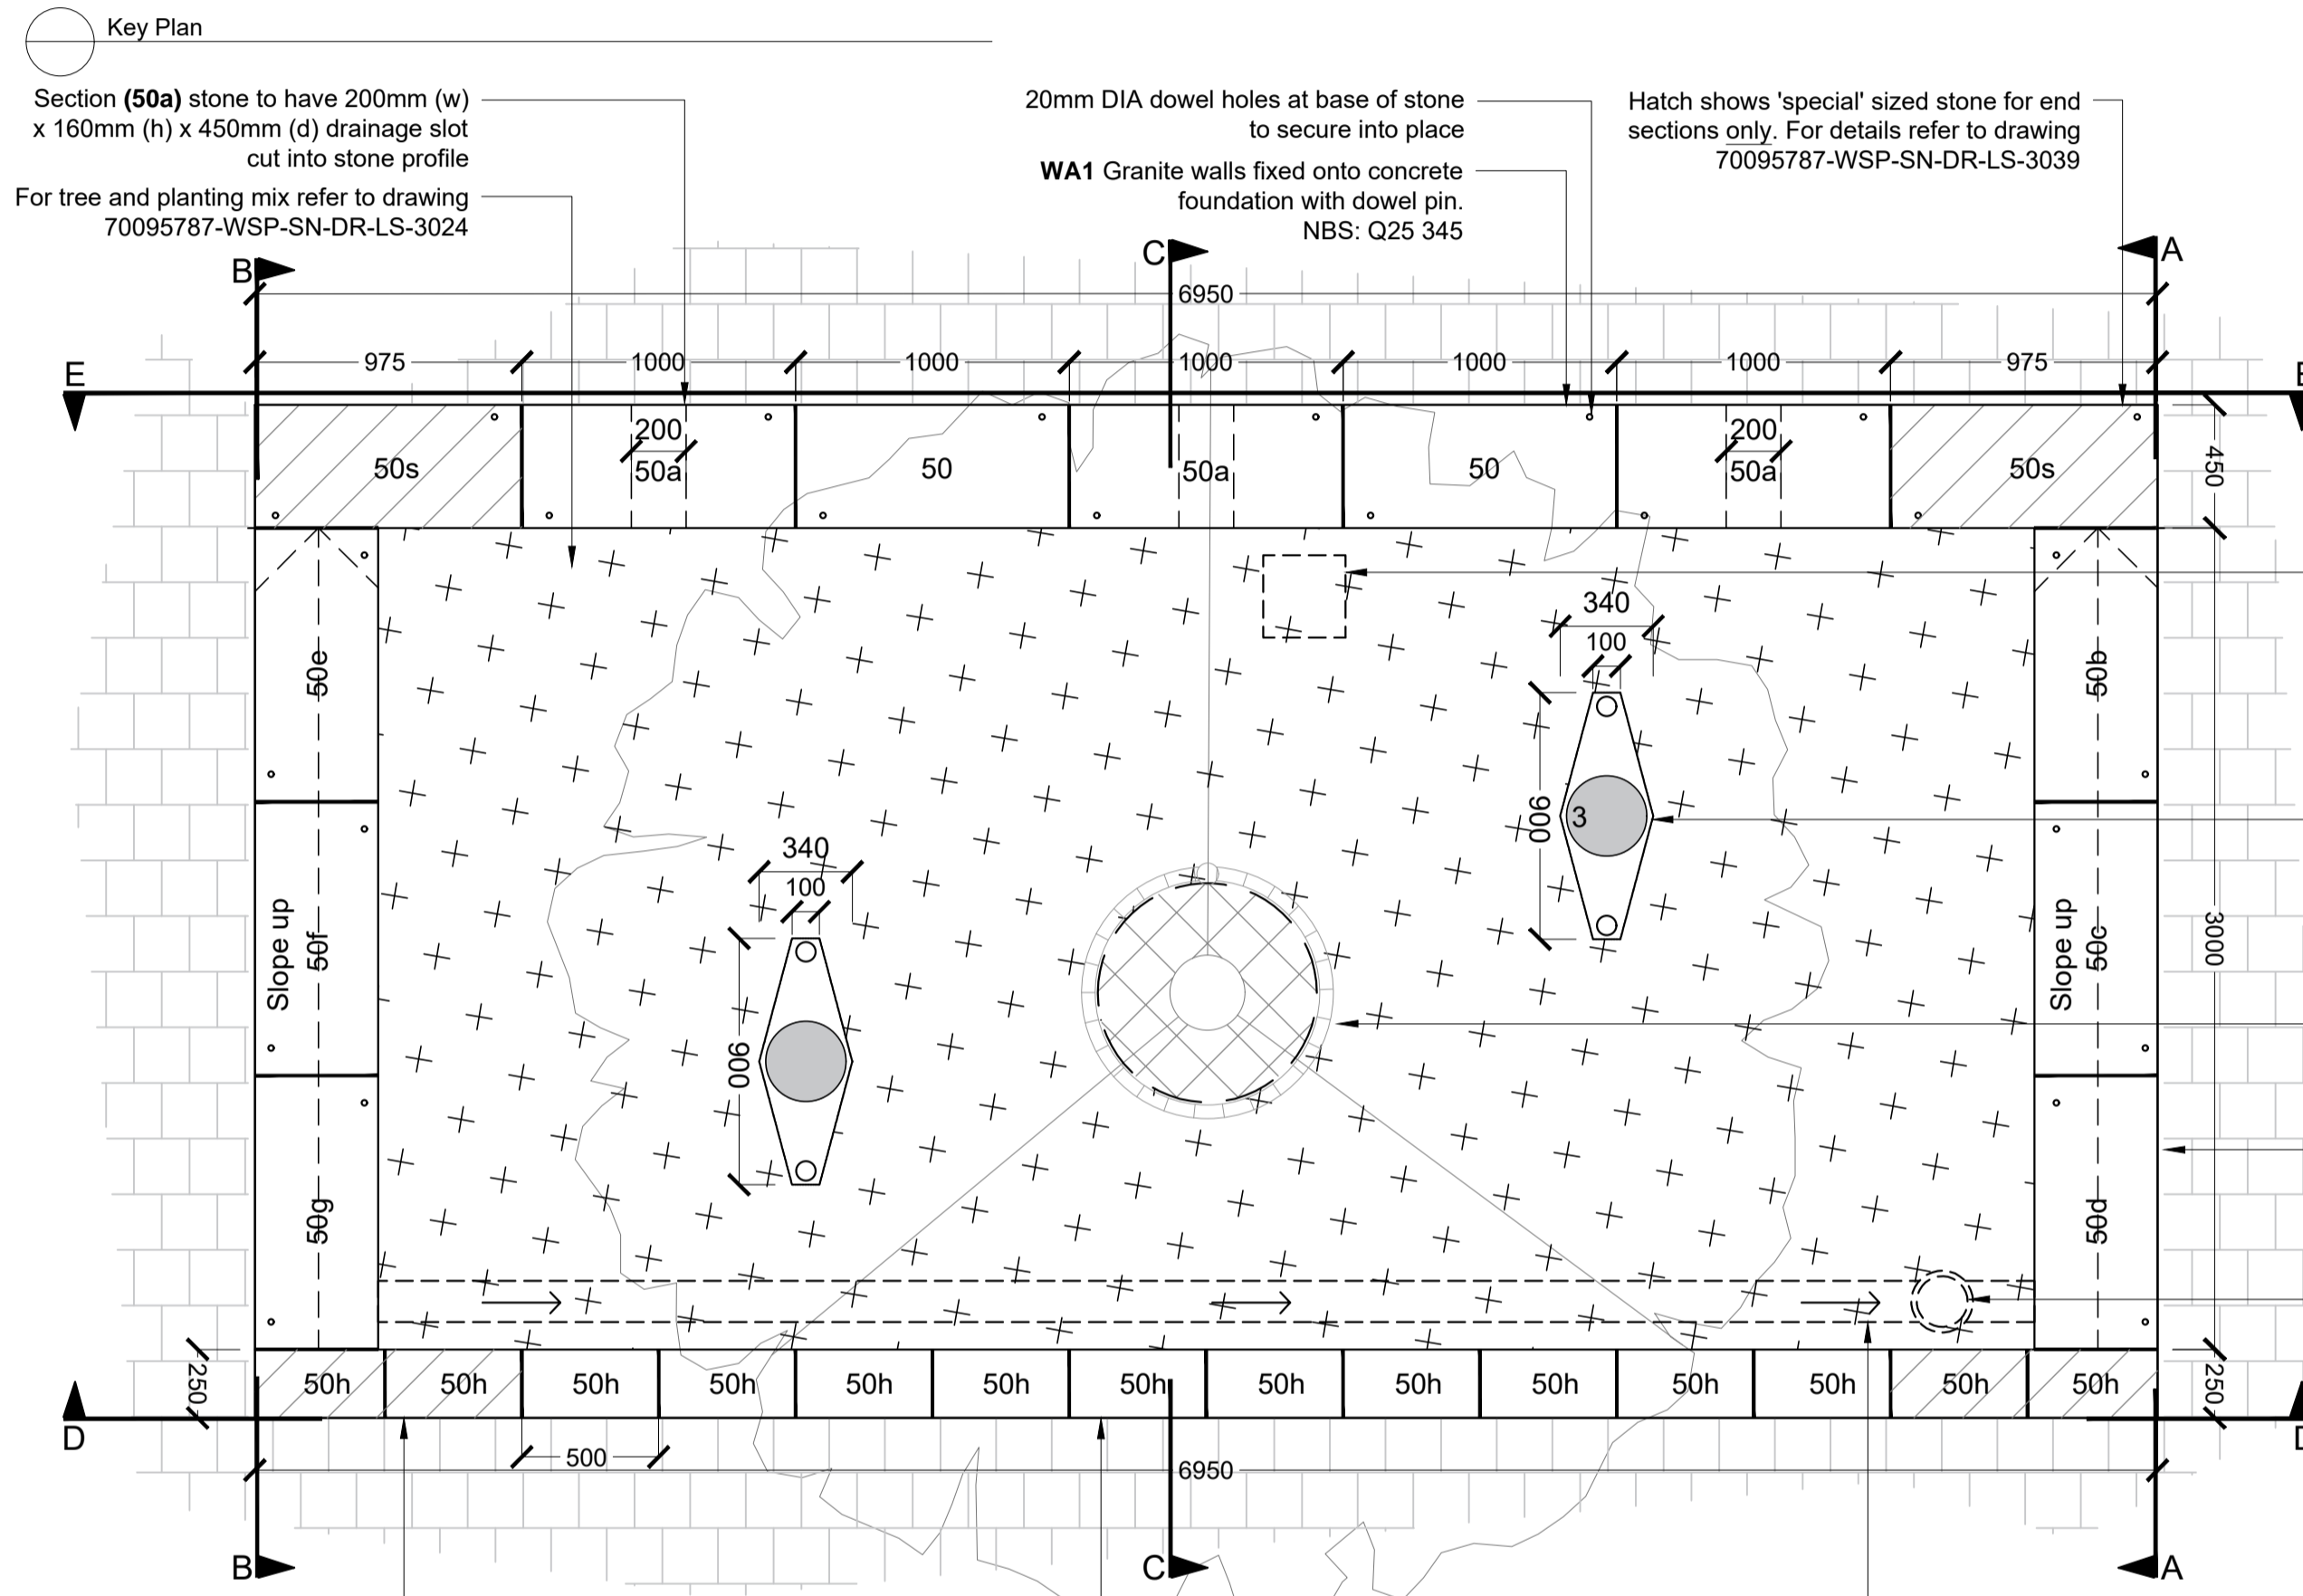 Key Plan
Section (50a) stone to have 200mm (w)
x 160mm (h) x 450mm (d) drainage slot
cut into stone profile
For tree and planting mix refer to drawing
70095787-WSP-SN-DR-LS-3024
20mm DIA dowel holes at base of stone
to secure into place
WA1 Granite walls fixed onto concrete
foundation with dowel pin.
NBS: Q25 345
Hatch shows 'special' sized stone for end
sections only. For details refer to drawing
70095787-WSP-SN-DR-LS-3039
B
C
A
6950
E
975
1000
1000
1000
1000
1000
975
200
200
50s
50a
50
50a
50
50a
50s
450
50e
50b
340
100
900
3
340
100
900
Slope up
50f
Slope up
50c
3000
50g
50d
250
50h
50h
50h
50h
50h
50h
50h
50h
50h
50h
50h
50h
50h
50h
250
D
500
6950
B
C
A